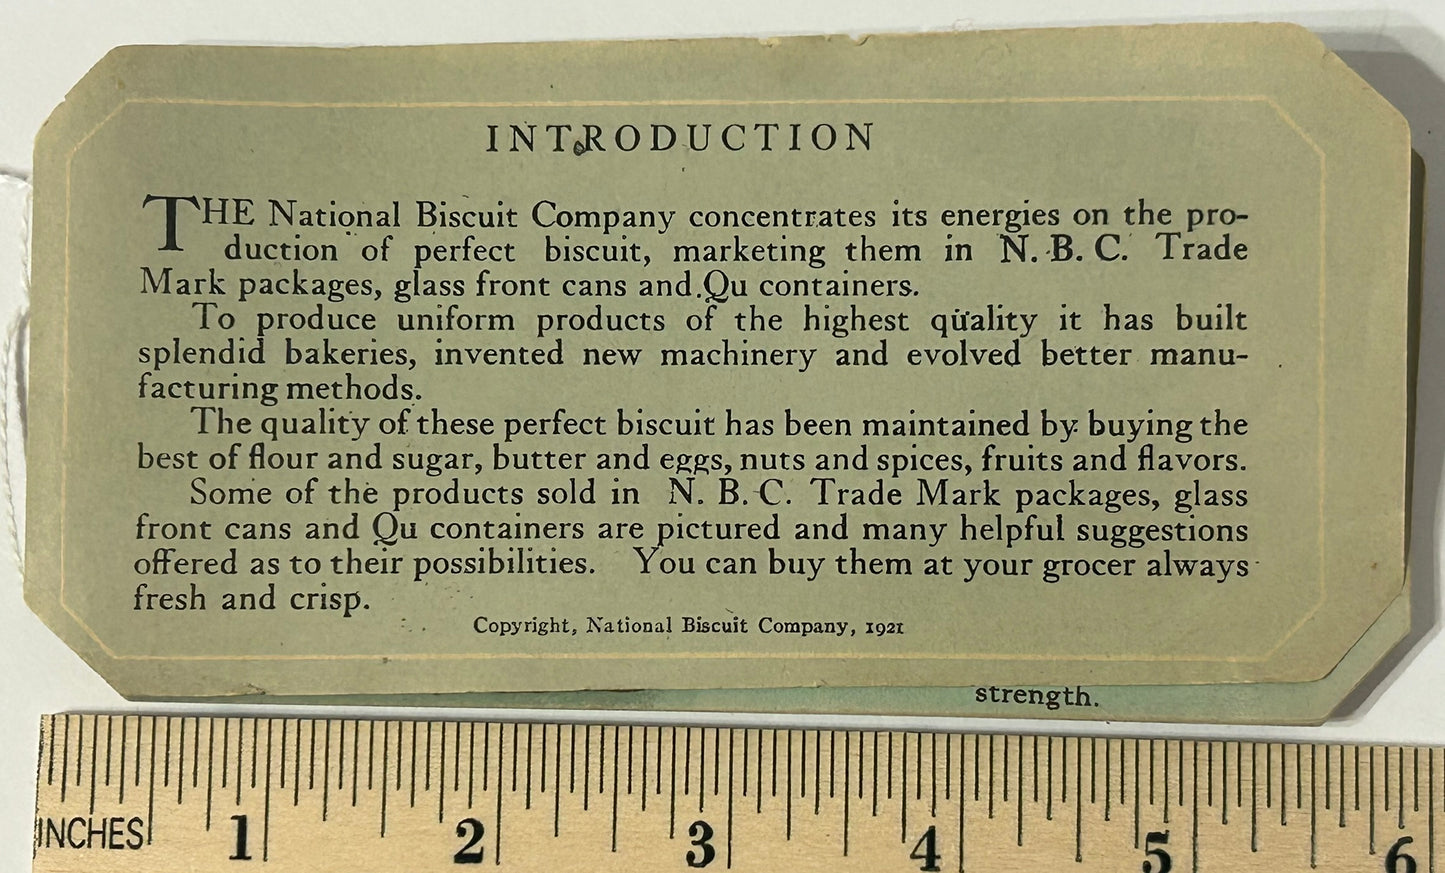 INTRODUCTION
THE National Biscuit Company concentrates its energies on the pro-
duction of perfect biscuit, marketing them in N. B. C. Trade
Mark packages, glass front cans and Qu containers.
To produce uniform products of the highest quality it has built
splendid bakeries, invented new machinery and evolved better manu-
facturing methods.
The quality of these perfect biscuit has been maintained by buying the
best of flour and sugar, butter and eggs, nuts and spices, fruits and flavors.
Some of the products sold in N. B. C. Trade Mark packages, glass
front cans and Qu containers are pictured and many helpful suggestions
offered as to their possibilities. You can buy them at your grocer always
fresh and crisp.
Copyright, National Biscuit Company, 1921
strength.
INCHES 1 2 3 4 5 6